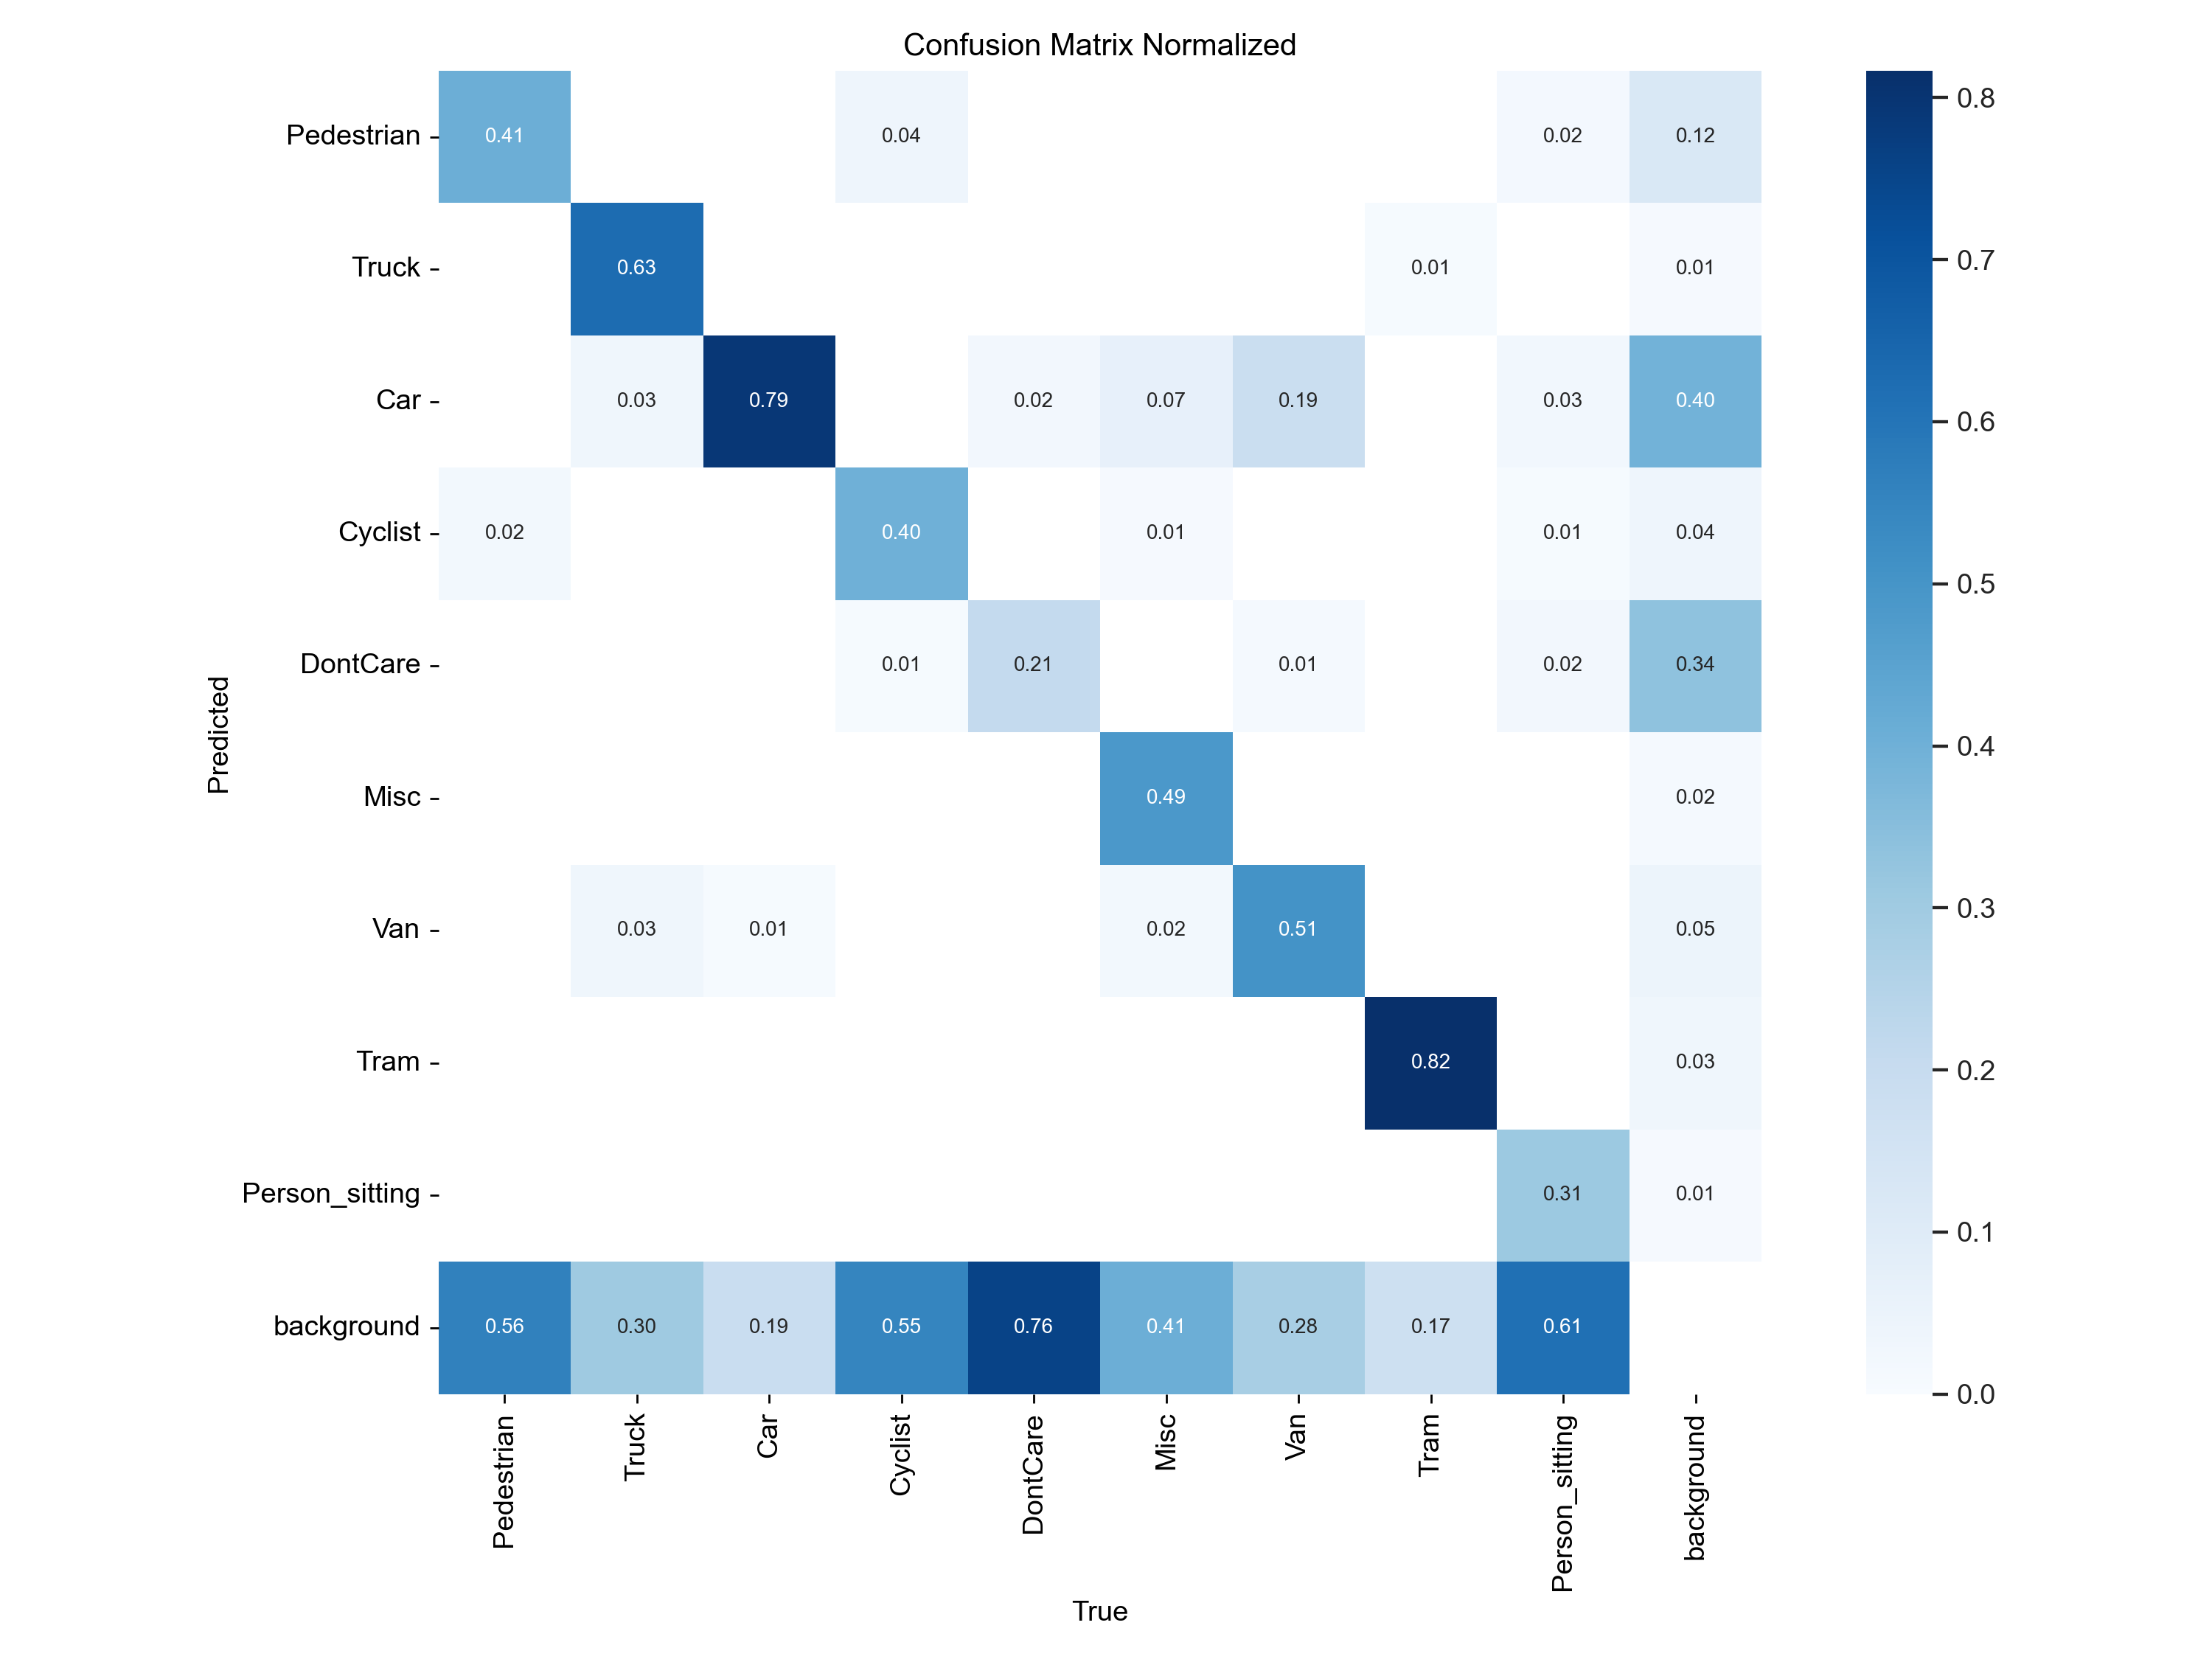 Confusion Matrix Normalized
Pedestrian 0.41 0.04 0.02 0.12
Truck 0.63 0.01 0.01
Car 0.03 0.79 0.02 0.07 0.19 0.03 0.40
Cyclist 0.02 0.40 0.01 0.01 0.04
DontCare 0.01 0.21 0.01 0.02 0.34
Misc 0.49 0.02
Van 0.03 0.01 0.02 0.51 0.05
Tram 0.82 0.03
Person_sitting 0.31 0.01
background 0.56 0.30 0.19 0.55 0.76 0.41 0.28 0.17 0.61
Predicted
Pedestrian Truck Car Cyclist DontCare Misc Van Tram Person_sitting background
True
0.8
0.7
0.6
0.5
0.4
0.3
0.2
0.1
0.0